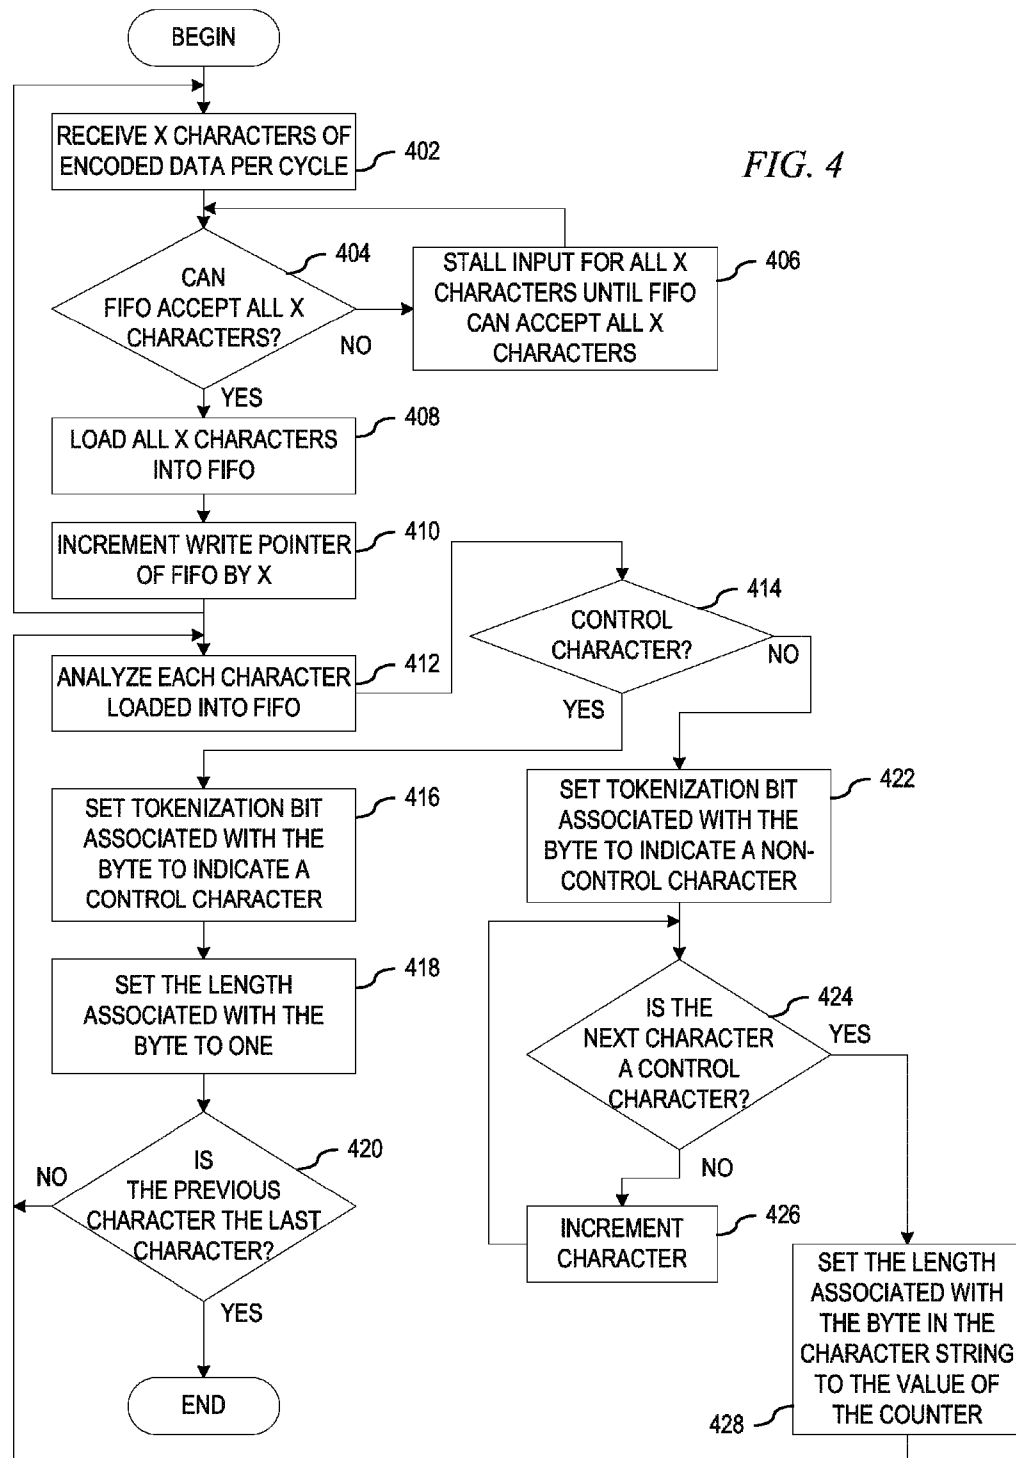 BEGIN
RECEIVE X CHARACTERS OF
ENCODED DATA PER CYCLE
402
FIG. 4
CAN
FIFO ACCEPT ALL X
CHARACTERS?
404
NO
YES
STALL INPUT FOR ALL X
CHARACTERS UNTIL FIFO
CAN ACCEPT ALL X
CHARACTERS
406
LOAD ALL X CHARACTERS
INTO FIFO
408
INCREMENT WRITE POINTER
OF FIFO BY X
410
ANALYZE EACH CHARACTER
LOADED INTO FIFO
412
CONTROL
CHARACTER?
414
NO
YES
SET TOKENIZATION BIT
ASSOCIATED WITH THE
BYTE TO INDICATE A
CONTROL CHARACTER
416
SET THE LENGTH
ASSOCIATED WITH THE
BYTE TO ONE
418
IS
THE PREVIOUS
CHARACTER THE LAST
CHARACTER?
420
NO
YES
END
SET TOKENIZATION BIT
ASSOCIATED WITH THE
BYTE TO INDICATE A NON-
CONTROL CHARACTER
422
IS THE
NEXT CHARACTER
A CONTROL
CHARACTER?
424
YES
NO
INCREMENT
CHARACTER
426
SET THE LENGTH
ASSOCIATED WITH
THE BYTE IN THE
CHARACTER STRING
TO THE VALUE OF
THE COUNTER
428